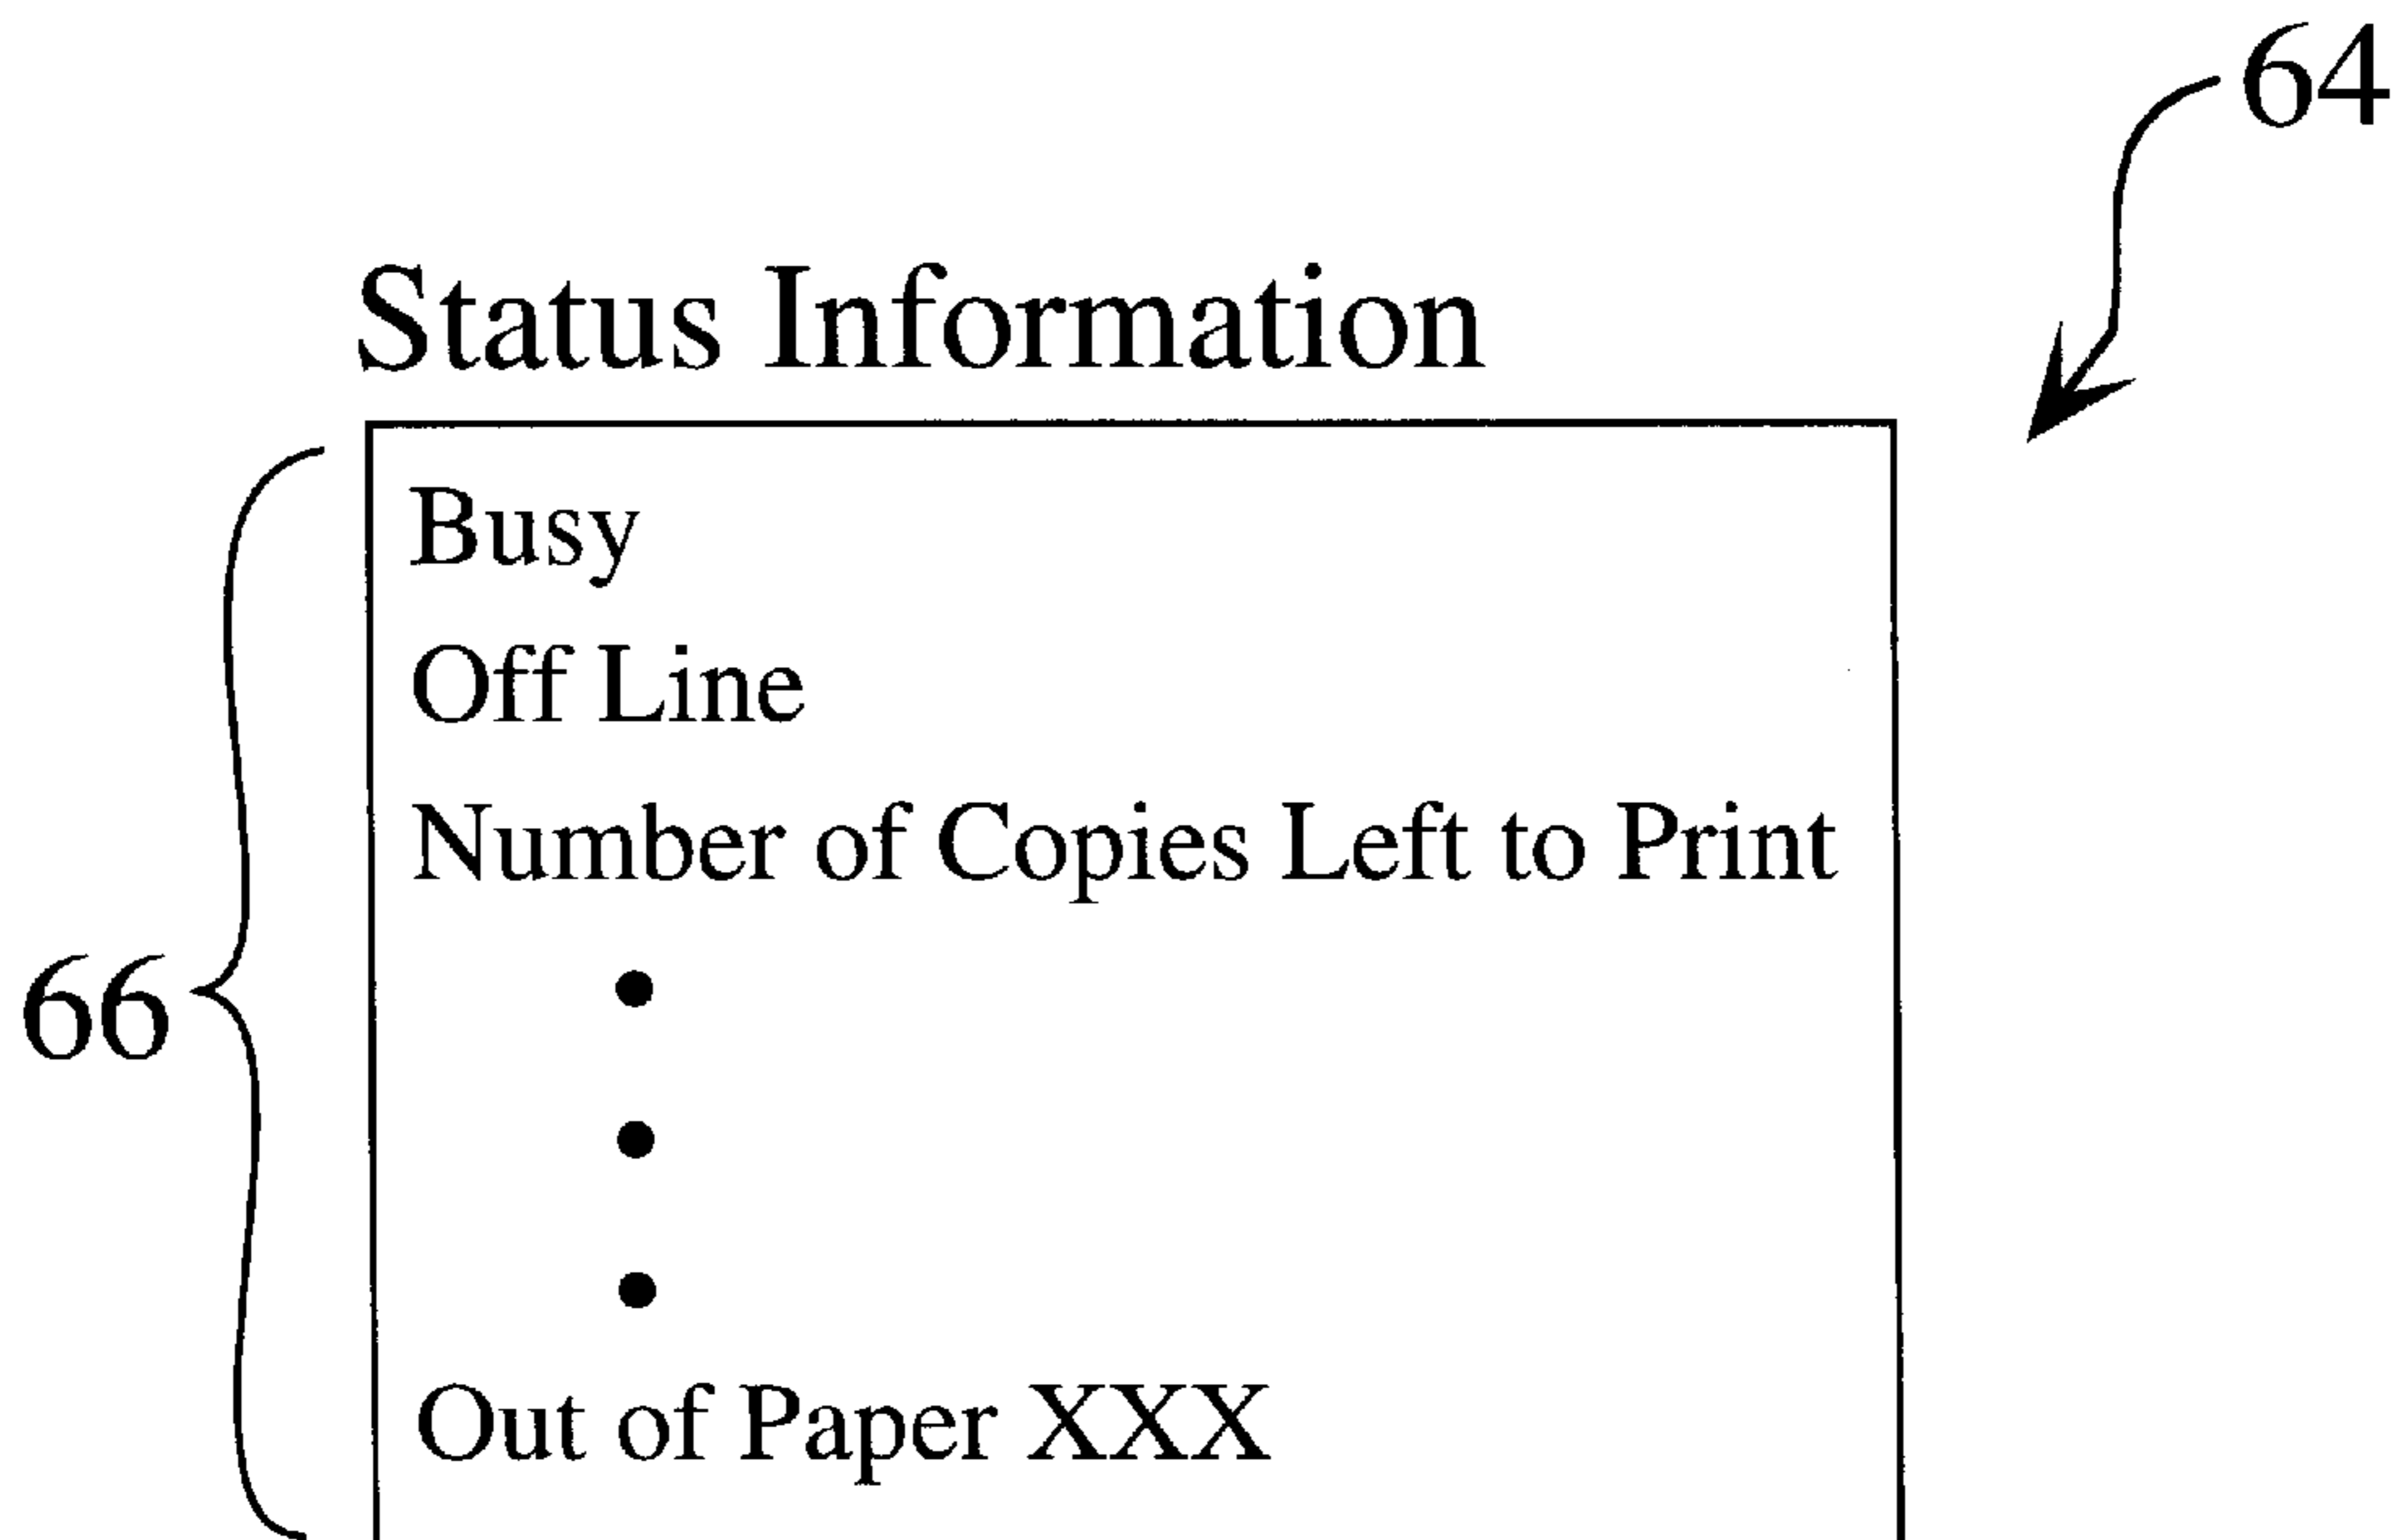 64
Status Information
Busy
Off Line
Number of Copies Left to Print
66
•
•
•
Out of Paper XXX